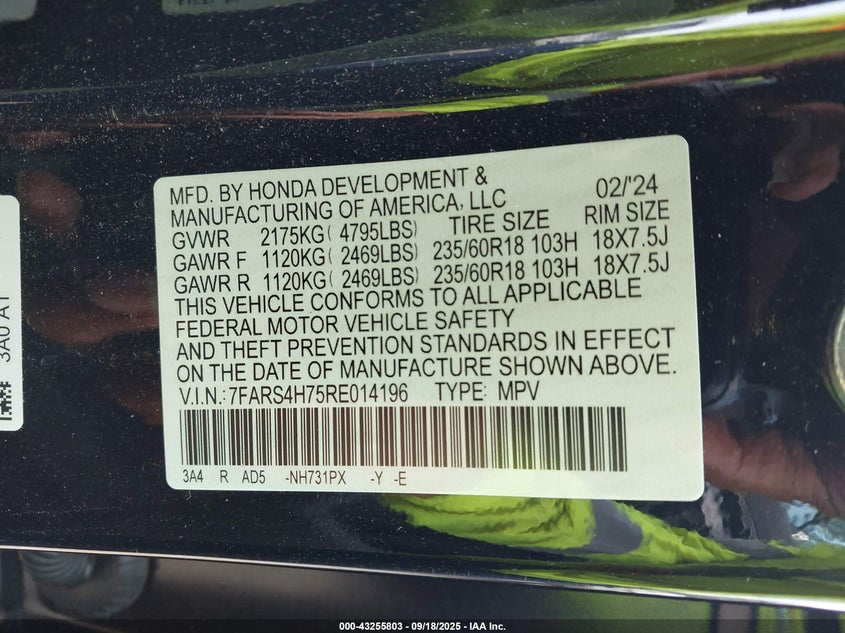 MFD. BY HONDA DEVELOPMENT & 02/'24
MANUFACTURING OF AMERICA, LLC
GVWR 2175KG( 4795LBS) TIRE SIZE RIM SIZE
GAWR F 1120KG( 2469LBS) 235/60R18 103H 18X7.5J
GAWR R 1120KG( 2469LBS) 235/60R18 103H 18X7.5J
THIS VEHICLE CONFORMS TO ALL APPLICABLE
FEDERAL MOTOR VEHICLE SAFETY
AND THEFT PREVENTION STANDARDS IN EFFECT
ON THE DATE OF MANUFACTURE SHOWN ABOVE.
V.I.N.: 7FARS4H75RE014196 TYPE: MPV
3A4 R AD5 -NH731PX -Y -E
3A0 A1
000-43255803 - 09/18/2025 - IAA Inc.